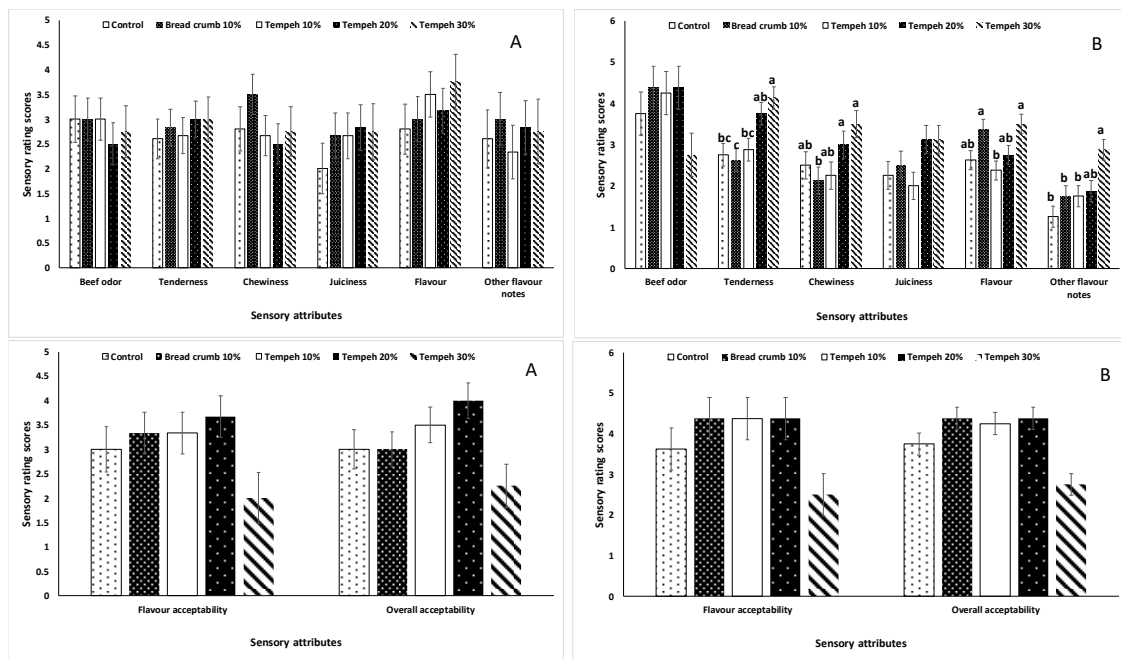 Control Bread crumb 10% Tempeh 10% Tempeh 20% Tempeh 30%
A
Sensory rating scores
5
4.5
4
3.5
3
2.5
2
1.5
1
0.5
0
Beef odor Tenderness Chewiness Juiciness Flavour Other flavour notes
Sensory attributes
Control Bread crumb 10% Tempeh 10% Tempeh 20% Tempeh 30%
B
Sensory rating scores
6
5
4
3
2
1
0
bc c bc ab a
ab b ab a a
ab a b ab a
b b b ab a
Beef odor Tenderness Chewiness Juiciness Flavour Other flavour notes
Sensory attributes
Control Bread crumb 10% Tempeh 10% Tempeh 20% Tempeh 30%
A
Sensory rating scores
5
4.5
4
3.5
3
2.5
2
1.5
1
0.5
0
Flavour acceptability Overall acceptability
Sensory attributes
Control Bread crumb 10% Tempeh 10% Tempeh 20% Tempeh 30%
B
Sensory rating scores
6
5
4
3
2
1
0
Flavour acceptability Overall acceptability
Sensory attributes